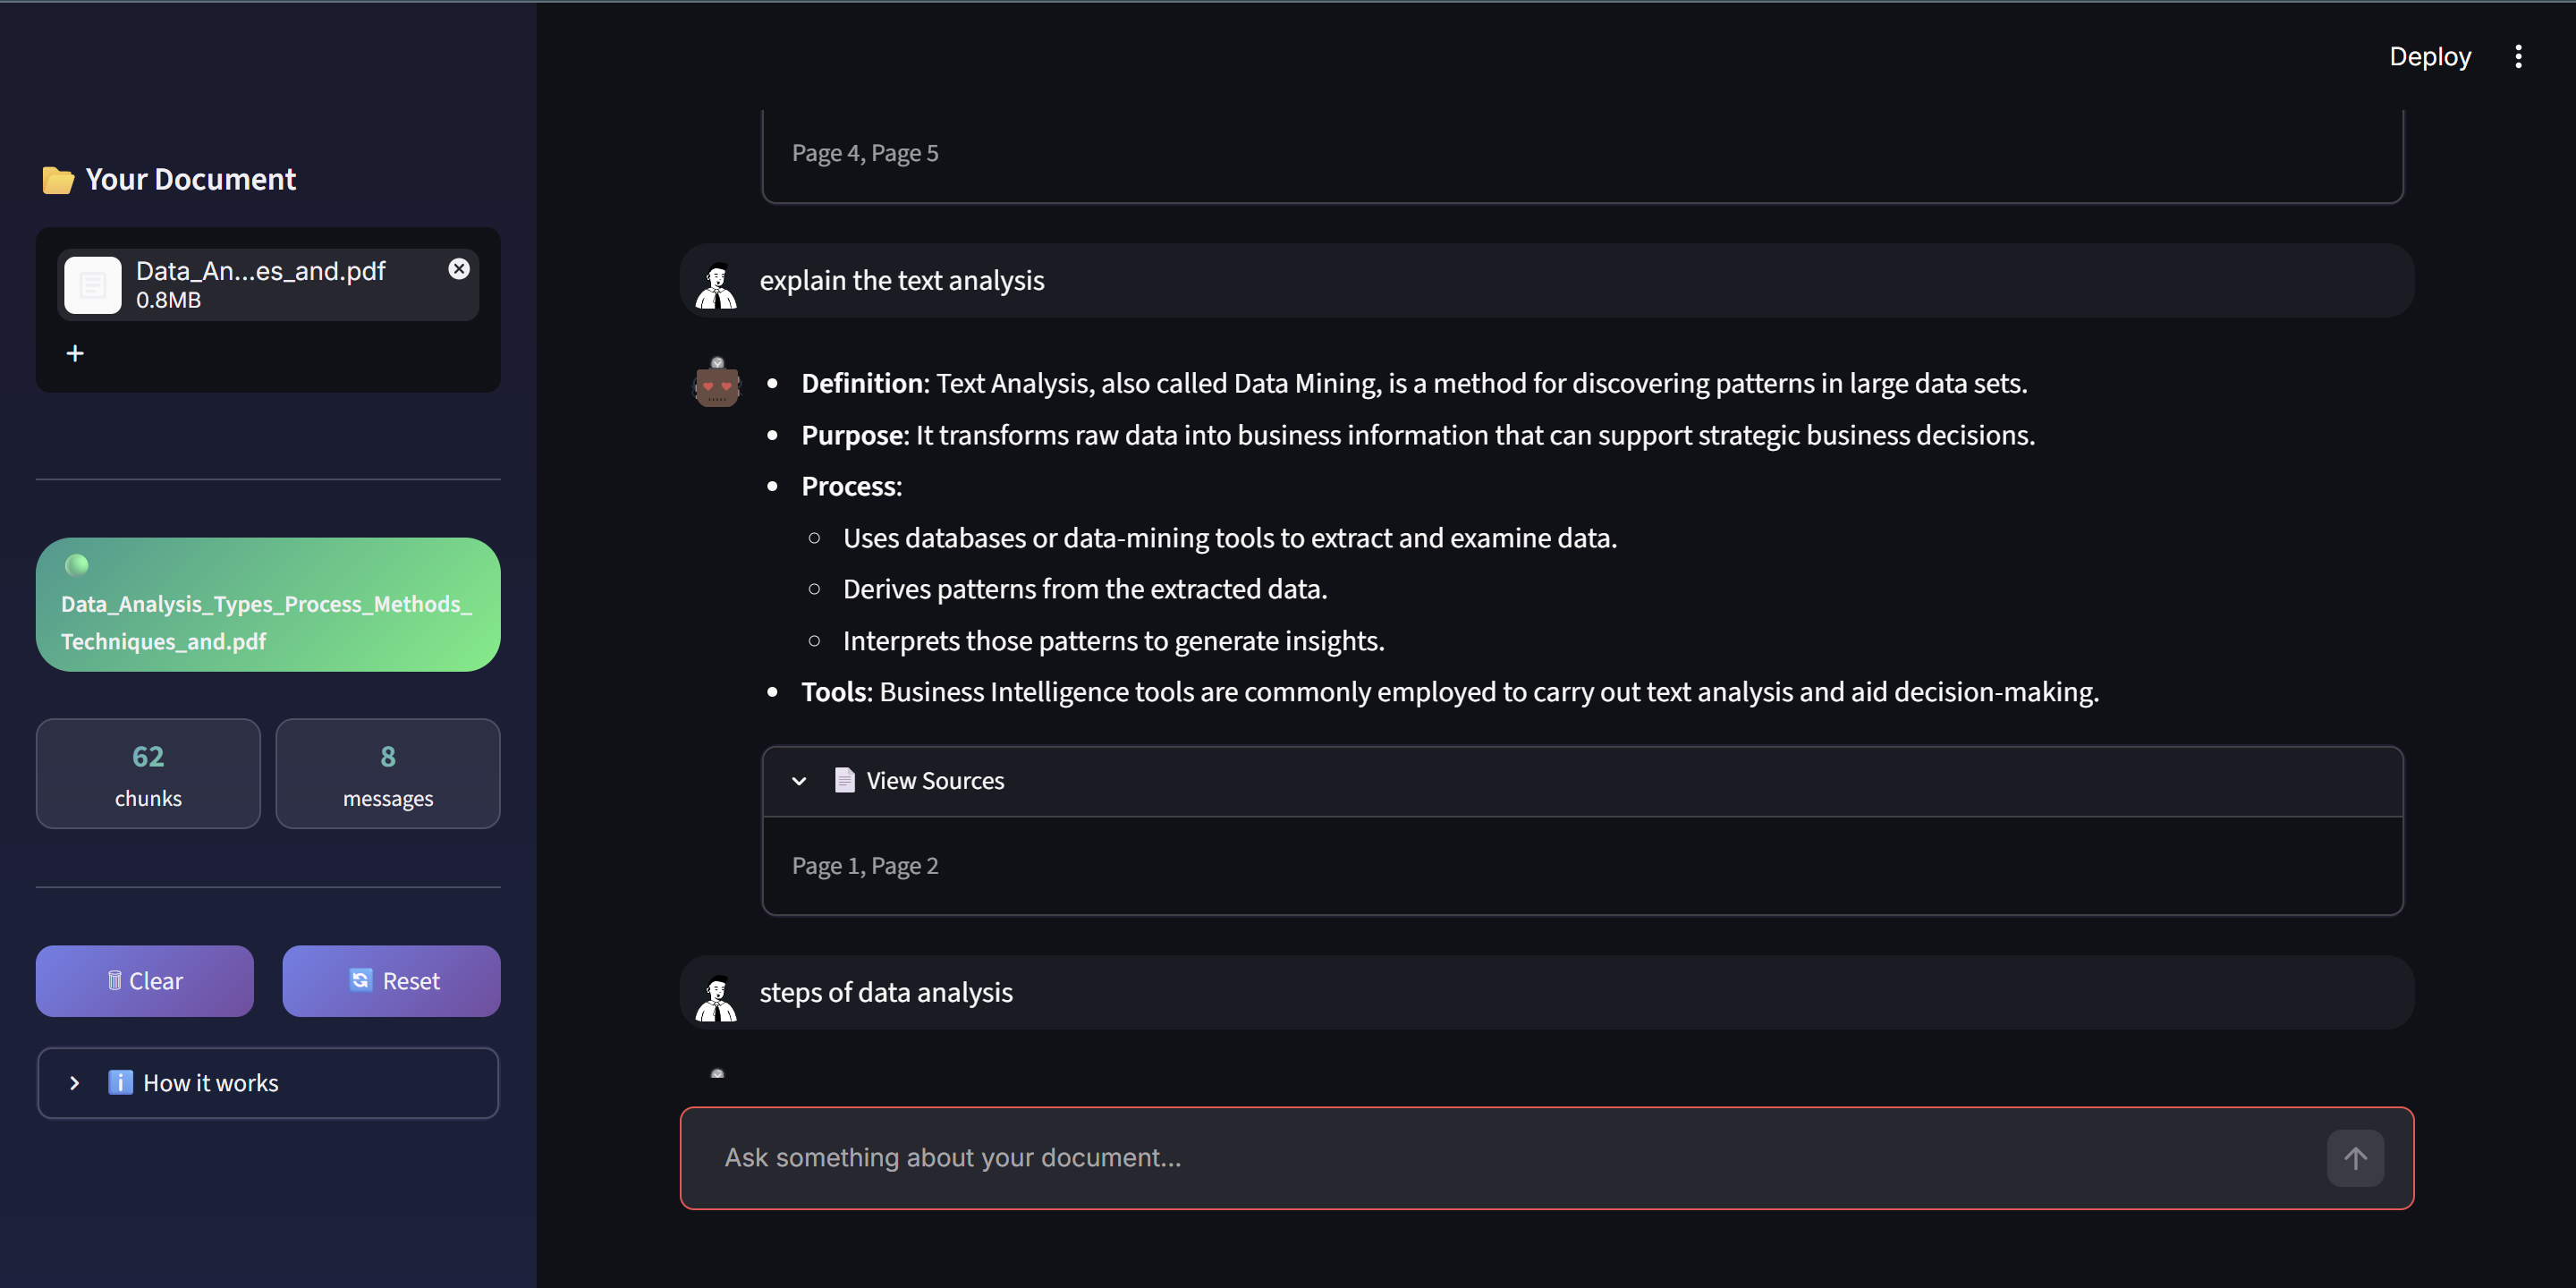 Deploy
Your Document
Data_An...es_and.pdf
0.8MB
+
Data_Analysis_Types_Process_Methods_
Techniques_and.pdf
62
chunks
8
messages
Clear
Reset
How it works
Page 4, Page 5
explain the text analysis
Definition: Text Analysis, also called Data Mining, is a method for discovering patterns in large data sets.
Purpose: It transforms raw data into business information that can support strategic business decisions.
Process:
Uses databases or data-mining tools to extract and examine data.
Derives patterns from the extracted data.
Interprets those patterns to generate insights.
Tools: Business Intelligence tools are commonly employed to carry out text analysis and aid decision-making.
View Sources
Page 1, Page 2
steps of data analysis
Ask something about your document...